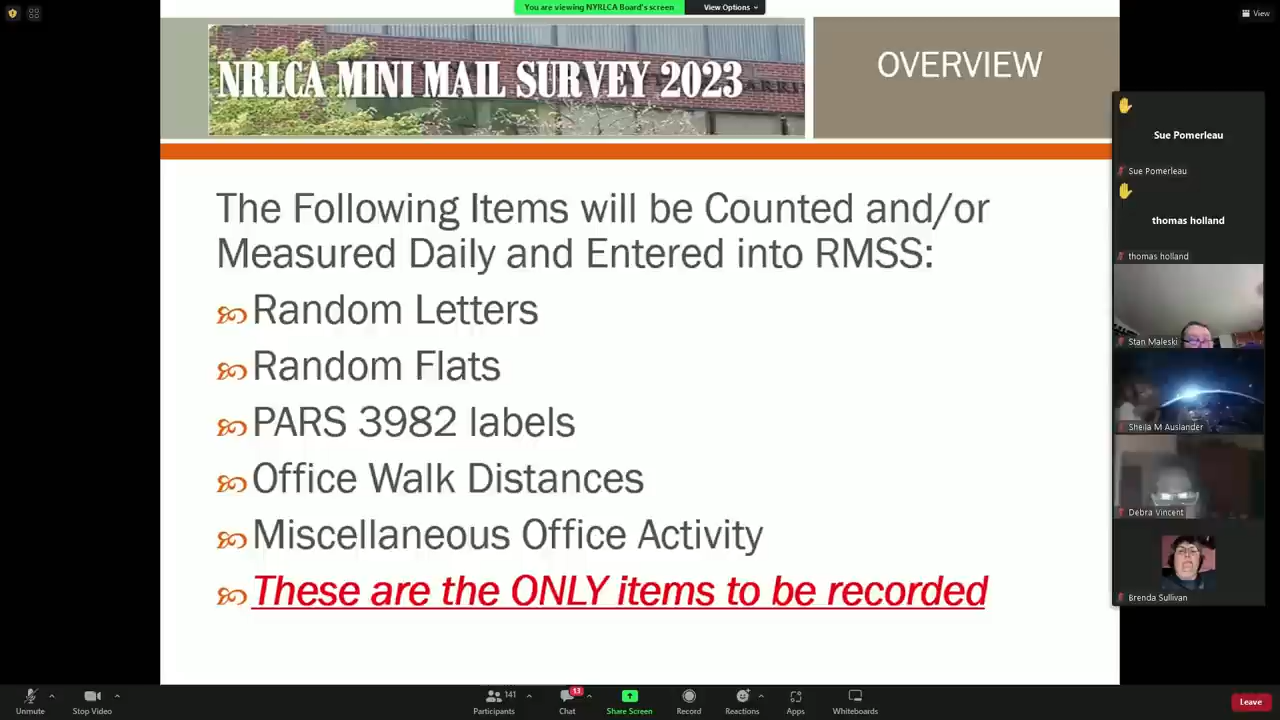 You are viewing NYRLCA Board's screen
View Options
View
NRLCA MINI MAIL SURVEY 2023
OVERVIEW
The Following Items will be Counted and/or
Measured Daily and Entered into RMSS:
Random Letters
Random Flats
PARS 3982 labels
Office Walk Distances
Miscellaneous Office Activity
These are the ONLY items to be recorded
Sue Pomerleau
Sue Pomerleau
thomas holland
thomas holland
Stan Maleski
Sheila M Auslander
Debra Vincent
Brenda Sullivan
141
13
Unmute
Stop Video
Participants
Chat
Share Screen
Record
Reactions
Apps
Whiteboards
Leave